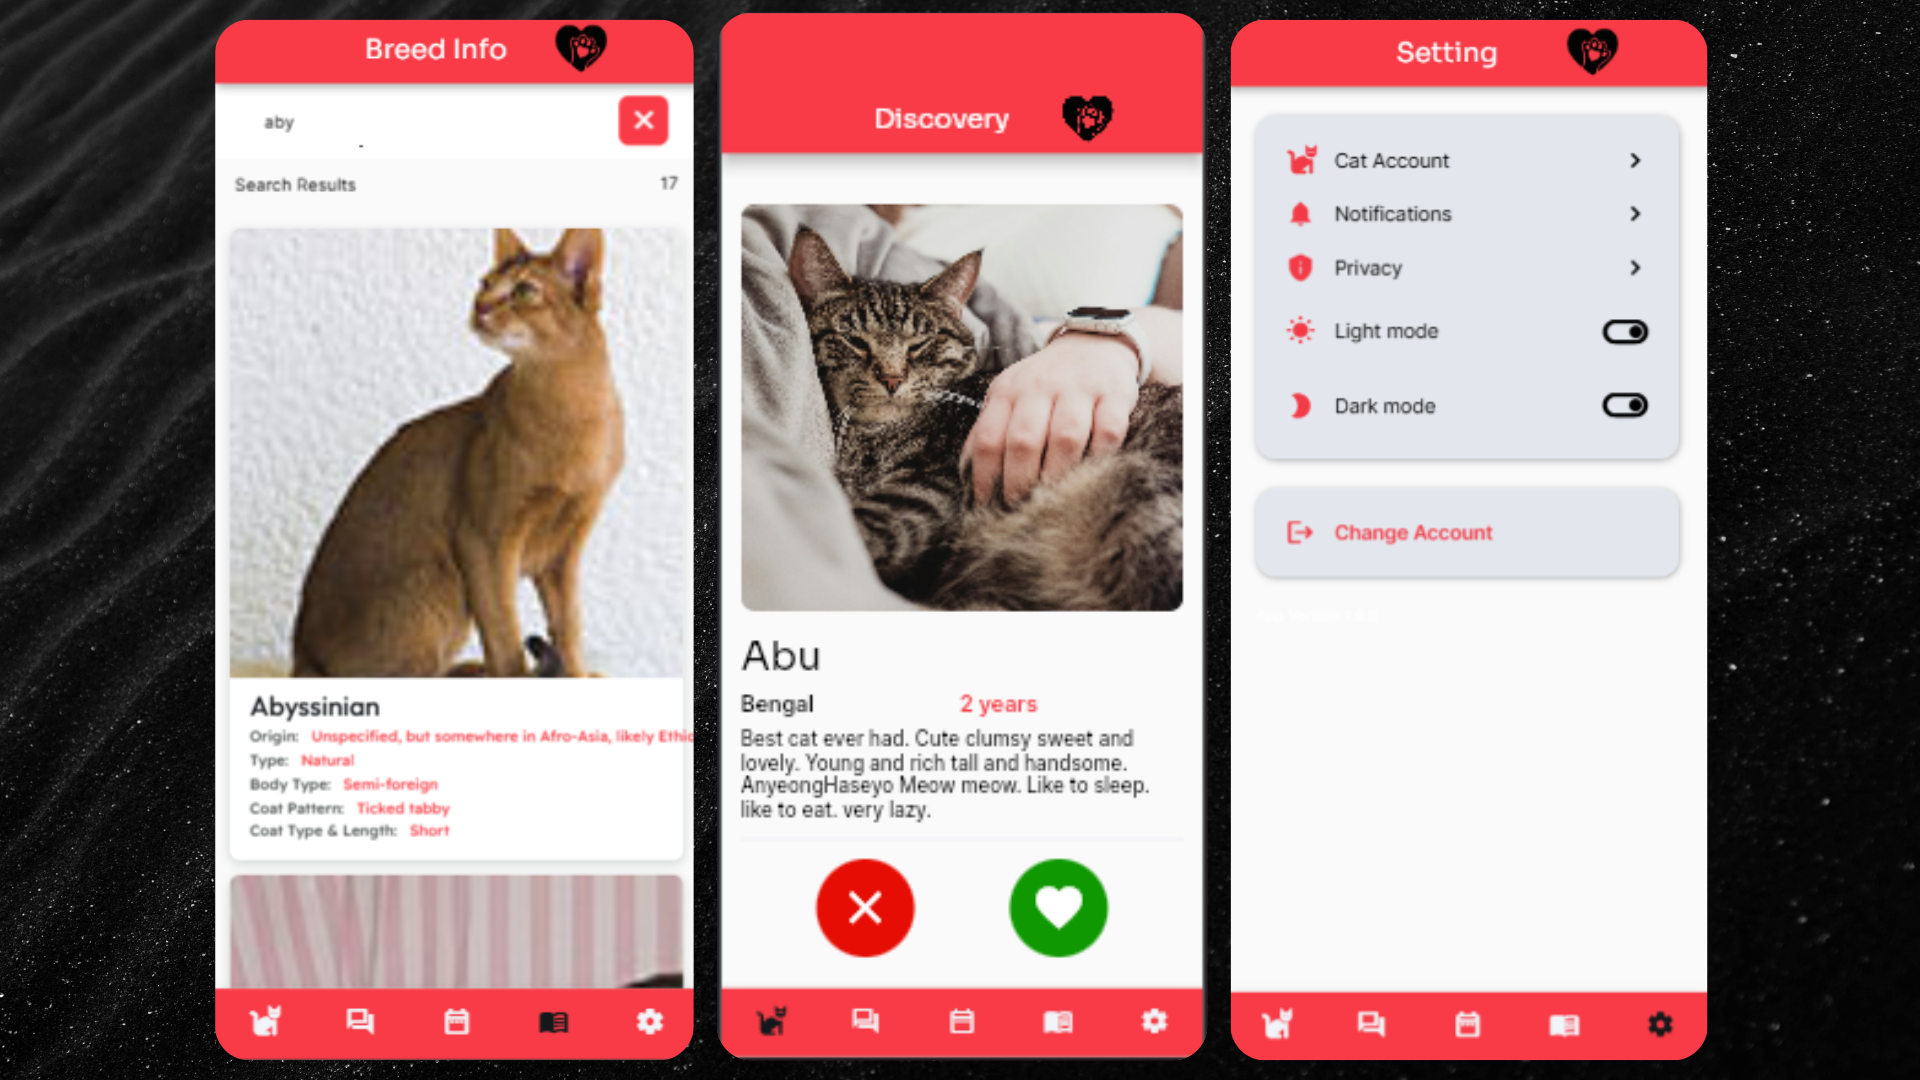 Breed Info
aby
Search Results 17
Abyssinian
Origin: Unspecified, but somewhere in Afro-Asia, likely
Type: Natural
Body Type: Semi-foreign
Coat Pattern: Ticked tabby
Coat Type & Length: Short
Discovery
Abu
Bengal 2 years
Best cat ever had. Cute clumsy sweet and
lovely. Young and rich tall and handsome.
AnyeongHaseyo Meow meow. Like to sleep.
like to eat. very lazy.
Setting
Cat Account
Notifications
Privacy
Light mode
Dark mode
Change Account